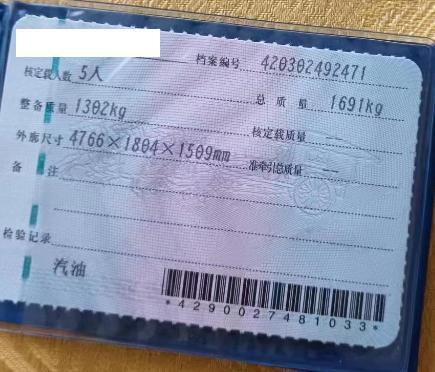 档案编号 420302492471
核定载人数 5人 总质量 1691kg
整备质量 1302kg 核定载质量 --
外廓尺寸 4766×1804×1509mm 准牵引总质量 --
备注
检验记录
汽油
*4290027481033*